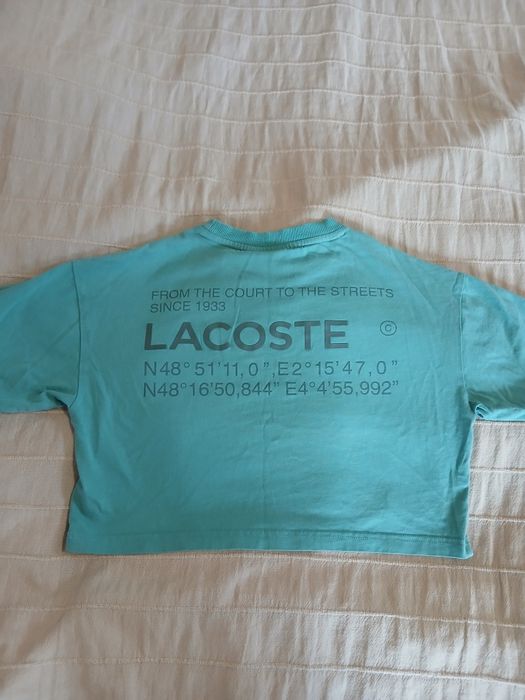 FROM THE COURT TO THE STREETS
SINCE 1933
LACOSTE ©
N48° 51'11,0", E2° 15'47,0"
N48°16'50,844" E4°4'55,992"